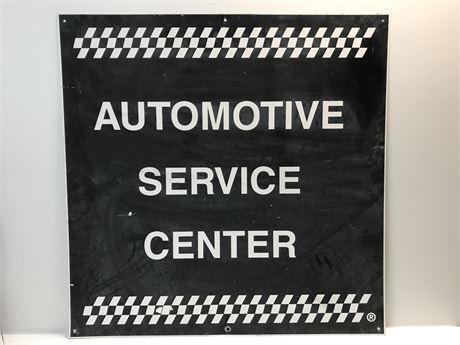 AUTOMOTIVE
SERVICE
CENTER
®